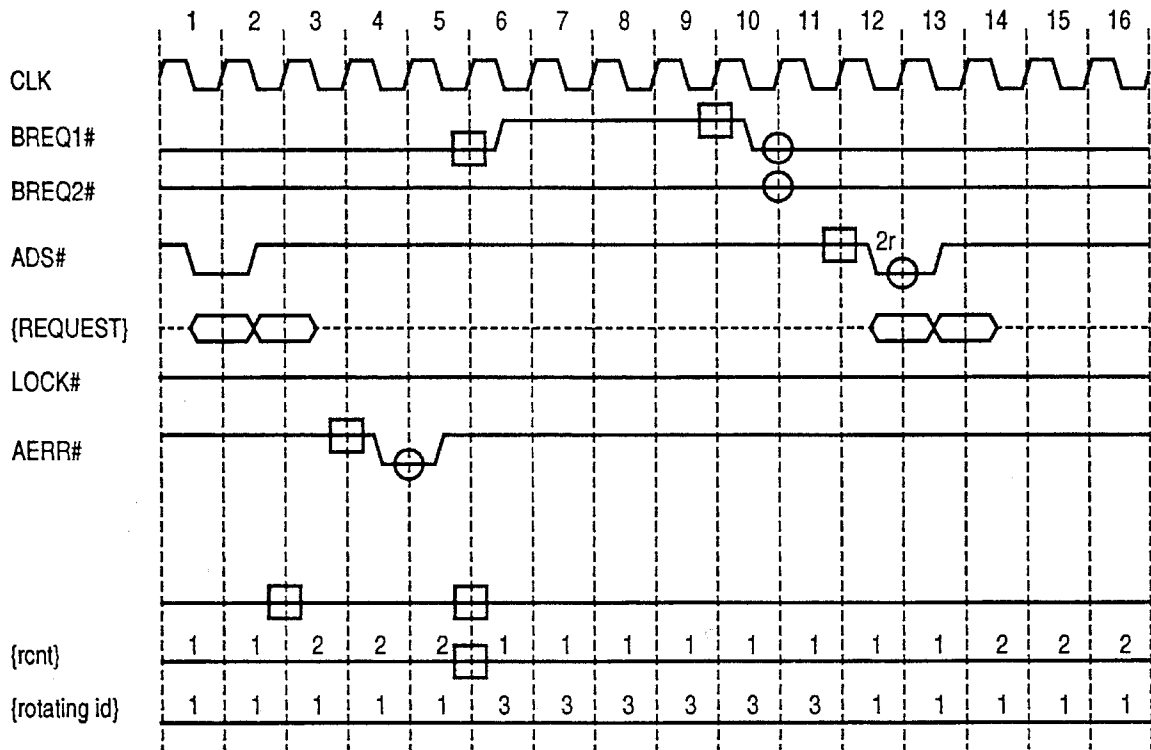 1 2 3 4 5 6 7 8 9 10 11 12 13 14 15 16
CLK
BREQ1#
BREQ2#
ADS#
2r
{REQUEST}
LOCK#
AERR#
{rcnt} 1 1 2 2 2 1 1 1 1 1 1 1 1 2 2 2
{rotating id} 1 1 1 1 1 3 3 3 3 3 3 1 1 1 1 1